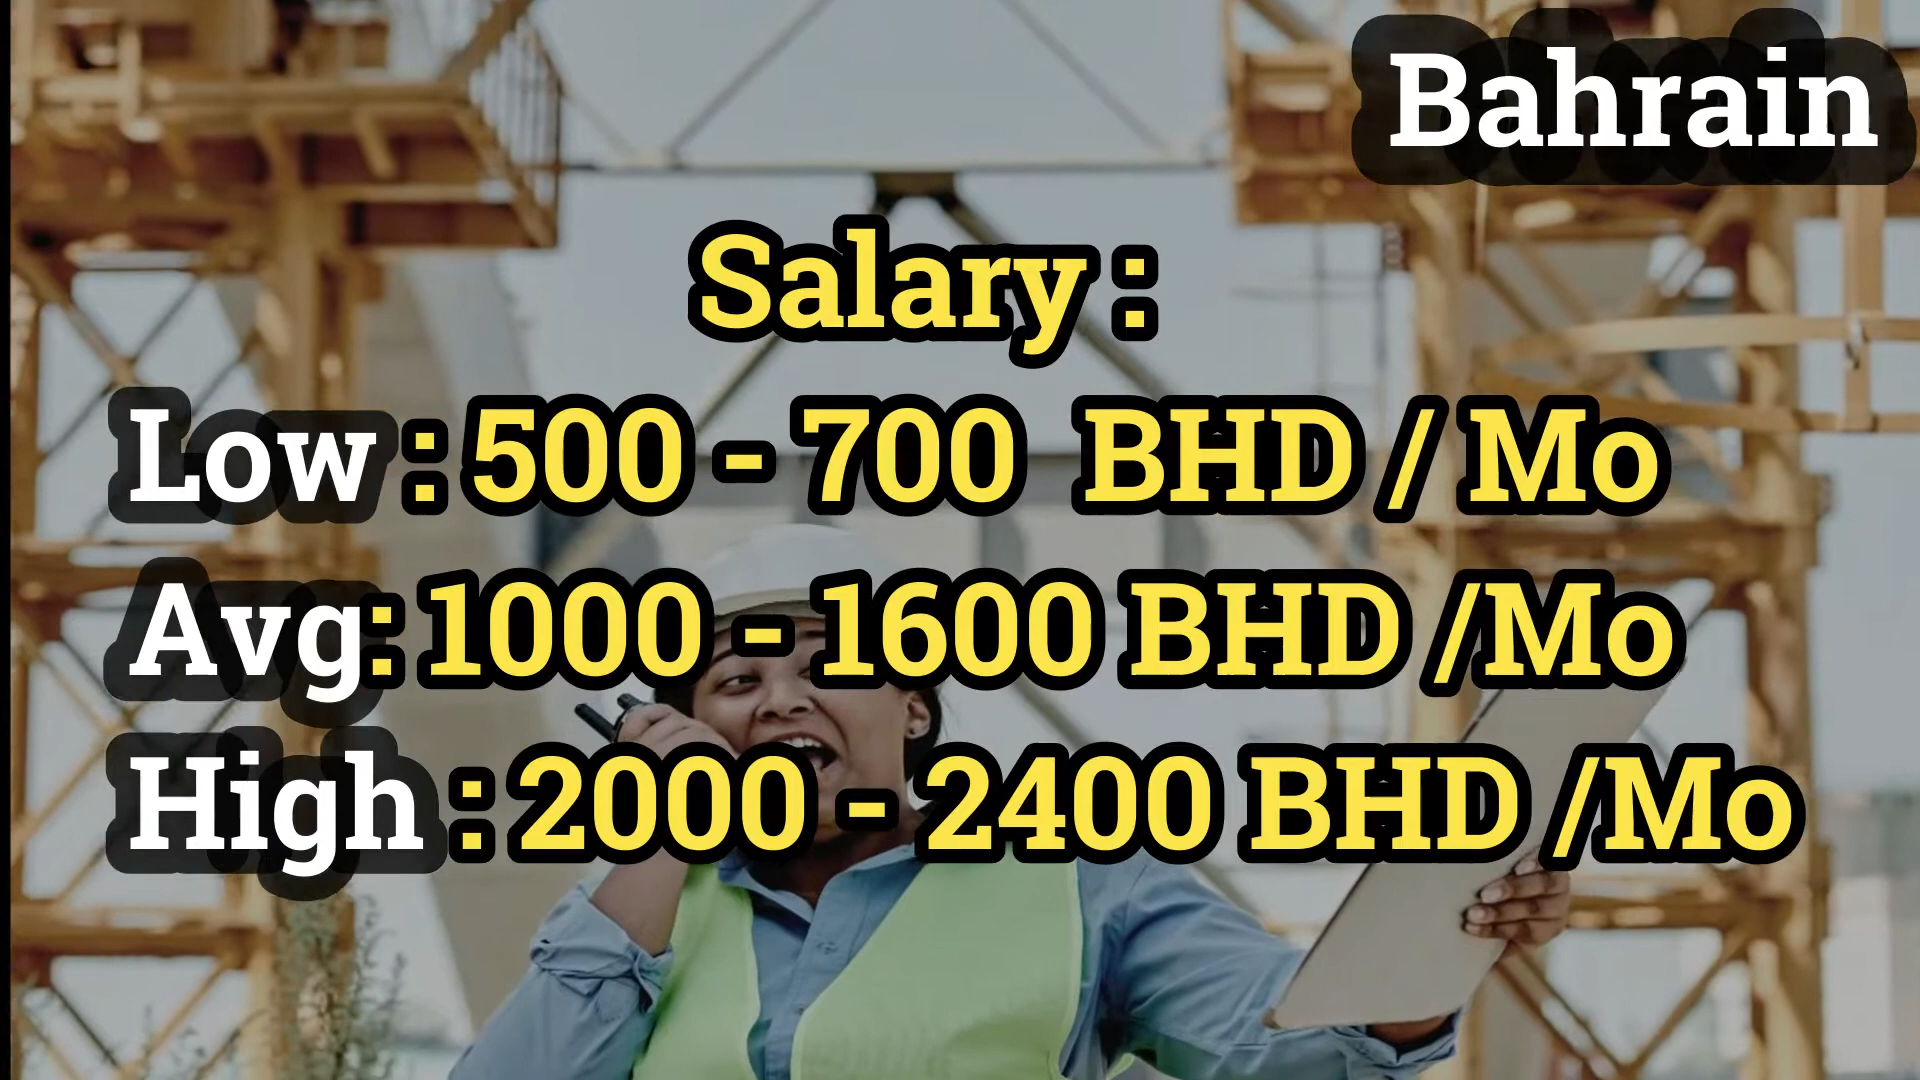 Bahrain
Salary :
Low : 500 - 700 BHD / Mo
Avg: 1000 - 1600 BHD /Mo
High : 2000 - 2400 BHD /Mo